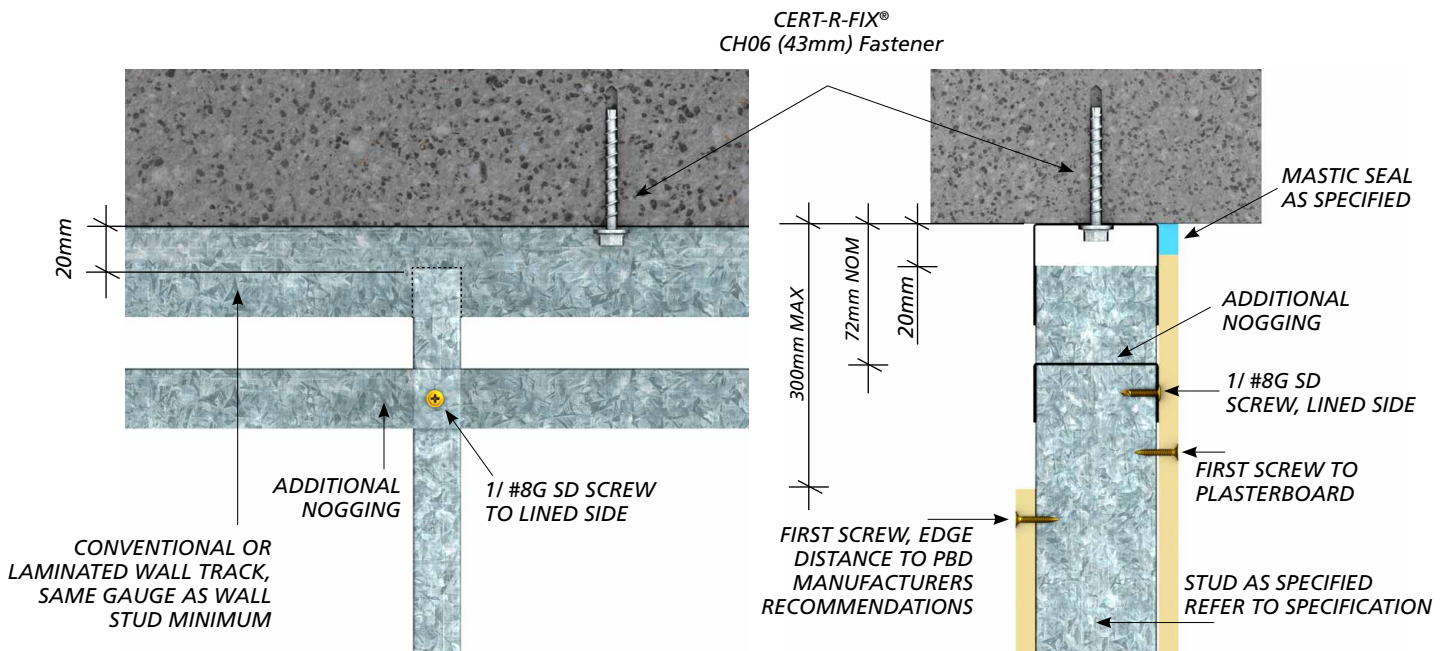 CERT-R-FIX®
CH06 (43mm) Fastener
20mm
ADDITIONAL
NOGGING
1/ #8G SD SCREW
TO LINED SIDE
CONVENTIONAL OR
LAMINATED WALL TRACK,
SAME GAUGE AS WALL
STUD MINIMUM
300mm MAX
72mm NOM
20mm
MASTIC SEAL
AS SPECIFIED
ADDITIONAL
NOGGING
1/ #8G SD
SCREW, LINED SIDE
FIRST SCREW TO
PLASTERBOARD
FIRST SCREW, EDGE
DISTANCE TO PBD
MANUFACTURERS
RECOMMENDATIONS
STUD AS SPECIFIED
REFER TO SPECIFICATION